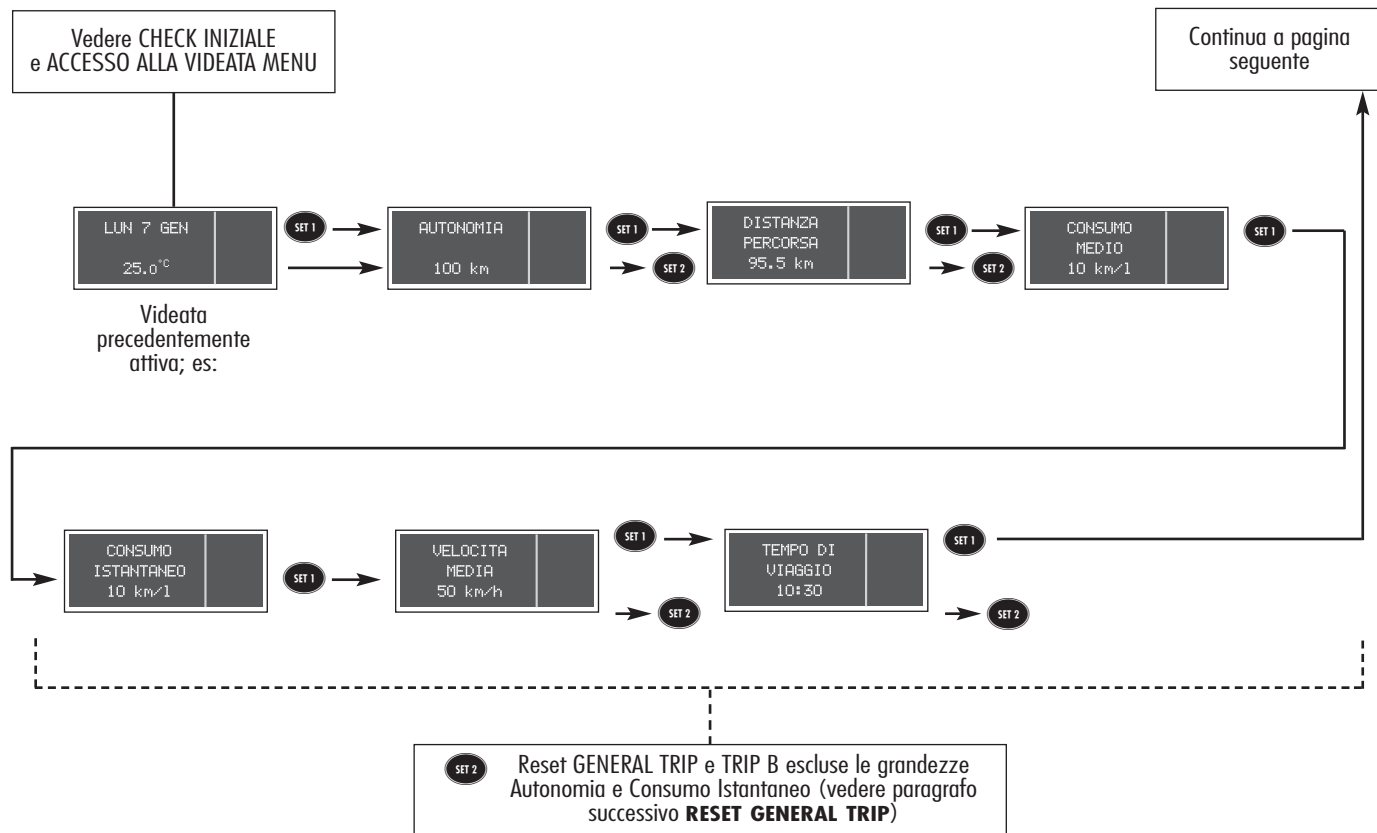 Vedere CHECK INIZIALE
e ACCESSO ALLA VIDEATA MENU
Continua a pagina
seguente
LUN 7 GEN
25.0°C
SET 1
AUTONOMIA
100 km
SET 1
SET 2
DISTANZA
PERCORSA
95.5 km
SET 1
SET 2
CONSUMO
MEDIO
10 km/l
SET 1
Videata
precedentemente
attiva; es:
CONSUMO
ISTANTANEO
10 km/l
SET 1
VELOCITA
MEDIA
50 km/h
SET 1
SET 2
TEMPO DI
VIAGGIO
10:30
SET 1
SET 2
SET 2
Reset GENERAL TRIP e TRIP B escluse le grandezze
Autonomia e Consumo Istantaneo (vedere paragrafo
successivo RESET GENERAL TRIP)